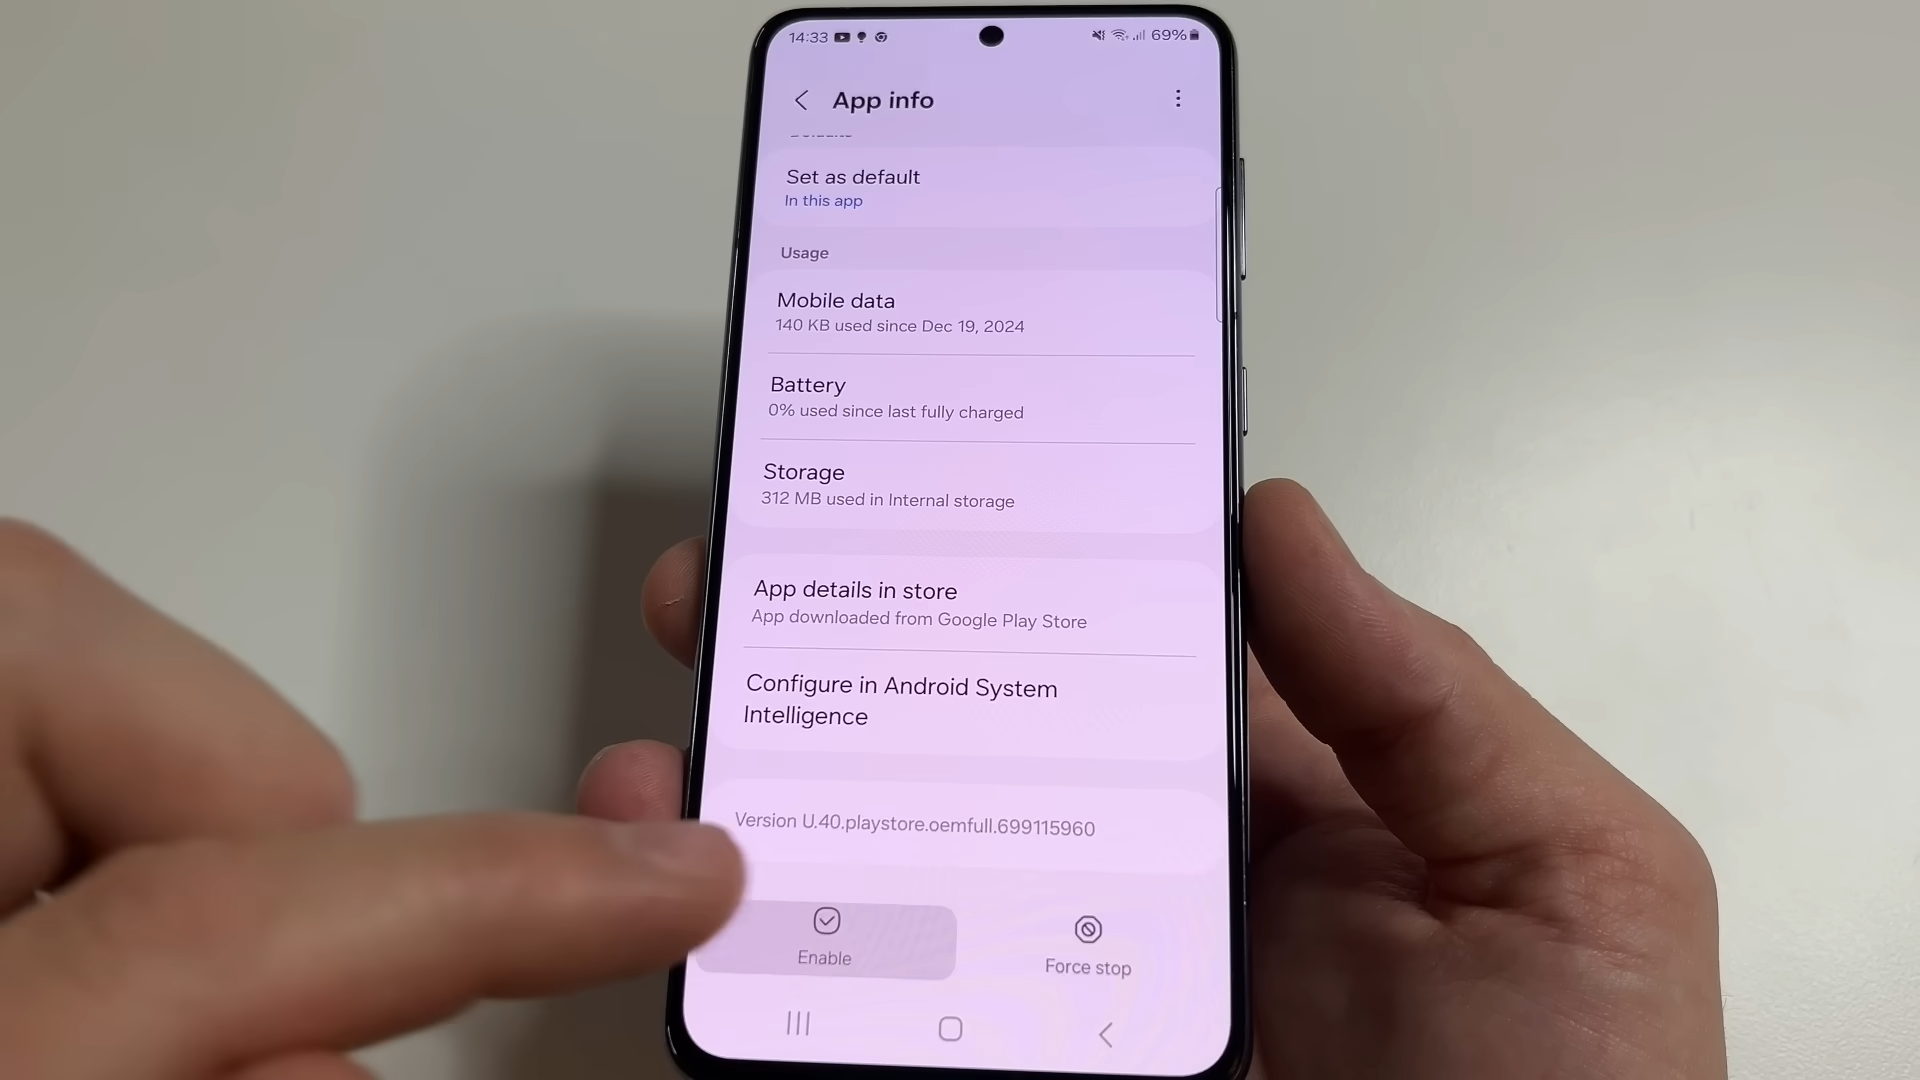 14:33
69%
App info
Set as default
In this app
Usage
Mobile data
140 KB used since Dec 19, 2024
Battery
0% used since last fully charged
Storage
312 MB used in Internal storage
App details in store
App downloaded from Google Play Store
Configure in Android System
Intelligence
Version U.40.playstore.oemfull.699115960
Enable
Force stop